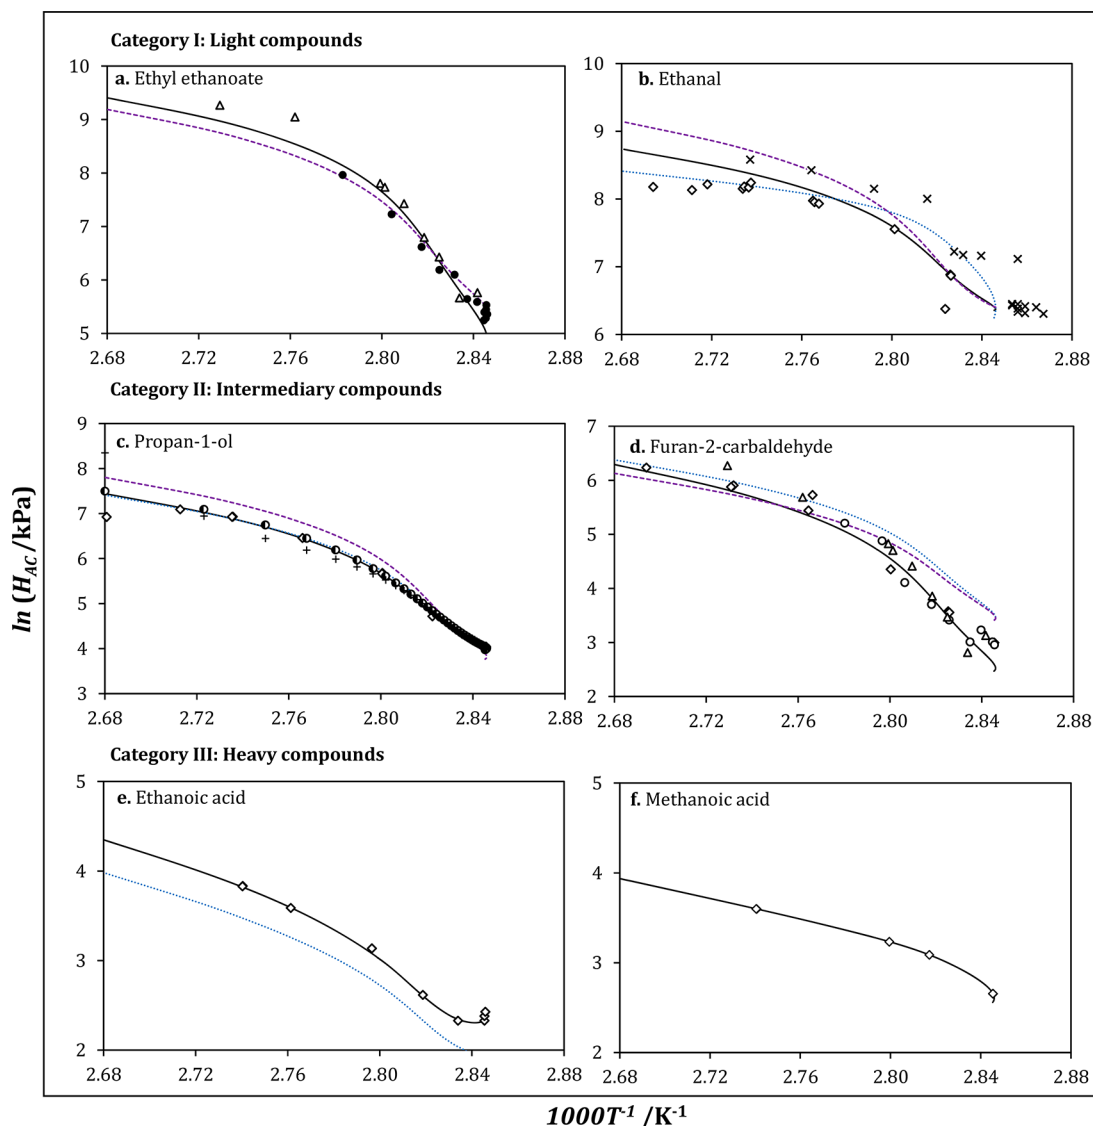 Category I: Light compounds
a. Ethyl ethanoate
10
9
8
7
6
5
2.68 2.72 2.76 2.80 2.84 2.88
b. Ethanal
10
9
8
7
6
2.68 2.72 2.76 2.80 2.84 2.88
Category II: Intermediary compounds
c. Propan-1-ol
9
8
7
6
5
4
3
2.68 2.72 2.76 2.80 2.84 2.88
d. Furan-2-carbaldehyde
7
6
5
4
3
2
2.68 2.72 2.76 2.80 2.84 2.88
Category III: Heavy compounds
e. Ethanoic acid
5
4
3
2
2.68 2.72 2.76 2.80 2.84 2.88
f. Methanoic acid
5
4
3
2
2.68 2.72 2.76 2.80 2.84 2.88
ln (H_AC /kPa)
1000T⁻¹ /K⁻¹